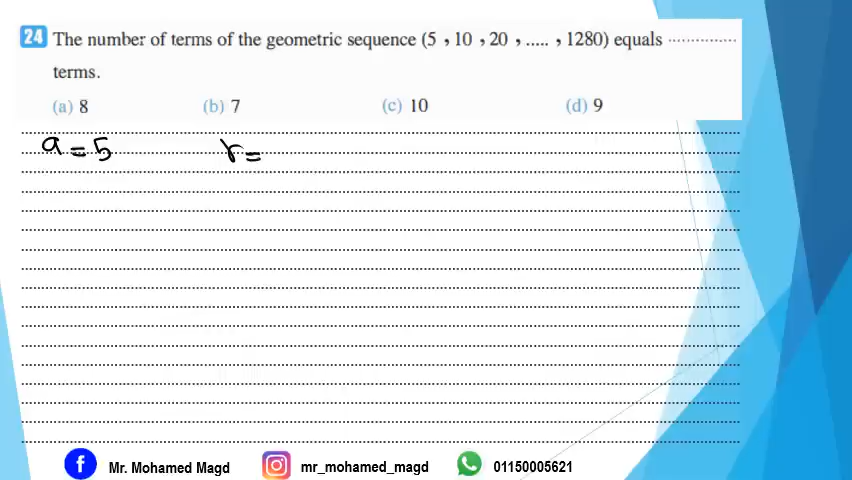 24 The number of terms of the geometric sequence (5 , 10 , 20 , ..... , 1280) equals ................
terms.
(a) 8 (b) 7 (c) 10 (d) 9
a = 5 r =
Mr. Mohamed Magd mr_mohamed_magd 01150005621